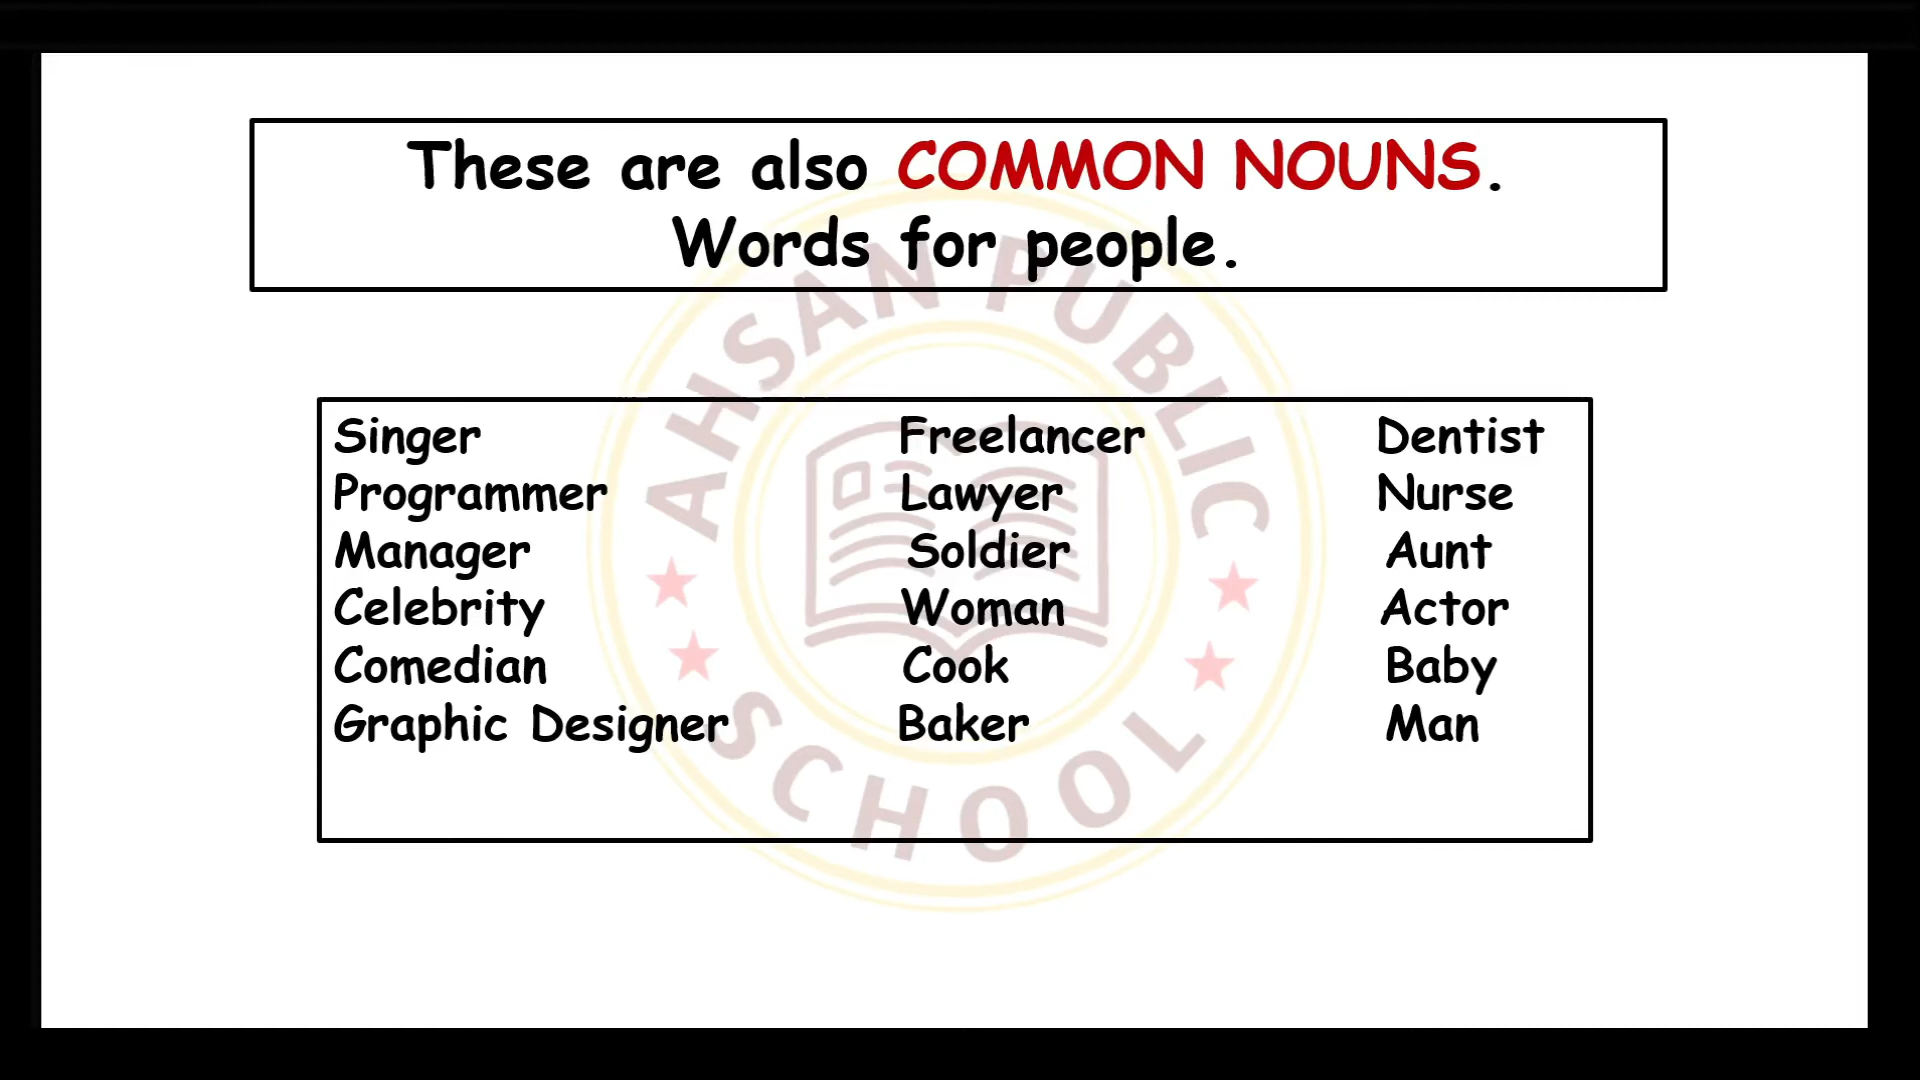 These are also COMMON NOUNS.
Words for people.
AHSAN PUBLIC
SCHOOL
Singer Freelancer Dentist
Programmer Lawyer Nurse
Manager Soldier Aunt
Celebrity Woman Actor
Comedian Cook Baby
Graphic Designer Baker Man